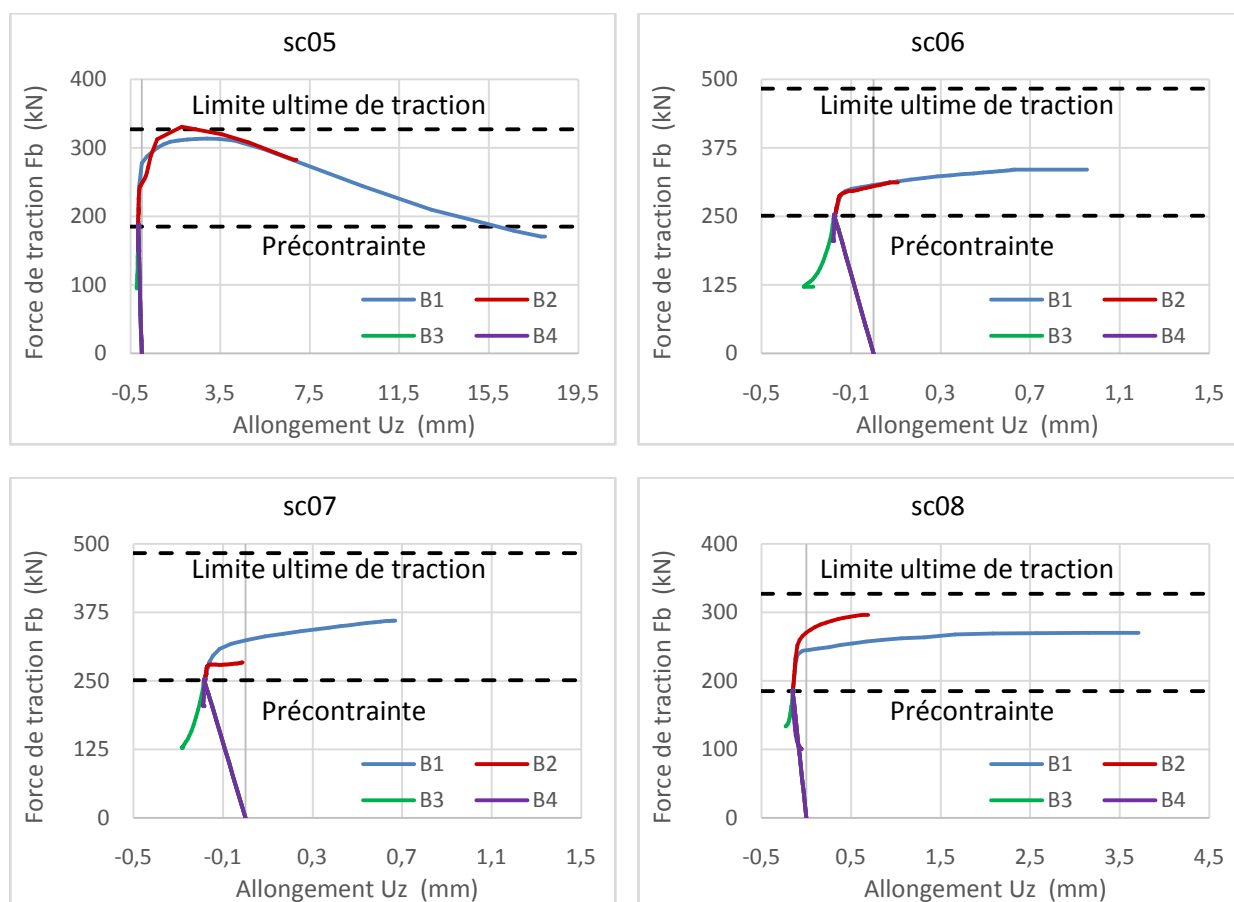 sc05
Force de traction Fb (kN)
400
300
200
100
0
Limite ultime de traction
Précontrainte
B1 B2
B3 B4
-0,5 3,5 7,5 11,5 15,5 19,5
Allongement Uz (mm)
sc06
Force de traction Fb (kN)
500
375
250
125
0
Limite ultime de traction
Précontrainte
B1 B2
B3 B4
-0,5 -0,1 0,3 0,7 1,1 1,5
Allongement Uz (mm)
sc07
Force de traction Fb (kN)
500
375
250
125
0
Limite ultime de traction
Précontrainte
B1 B2
B3 B4
-0,5 -0,1 0,3 0,7 1,1 1,5
Allongement Uz (mm)
sc08
Force de traction Fb (kN)
400
300
200
100
0
Limite ultime de traction
Précontrainte
B1 B2
B3 B4
-0,5 0,5 1,5 2,5 3,5 4,5
Allongement Uz (mm)